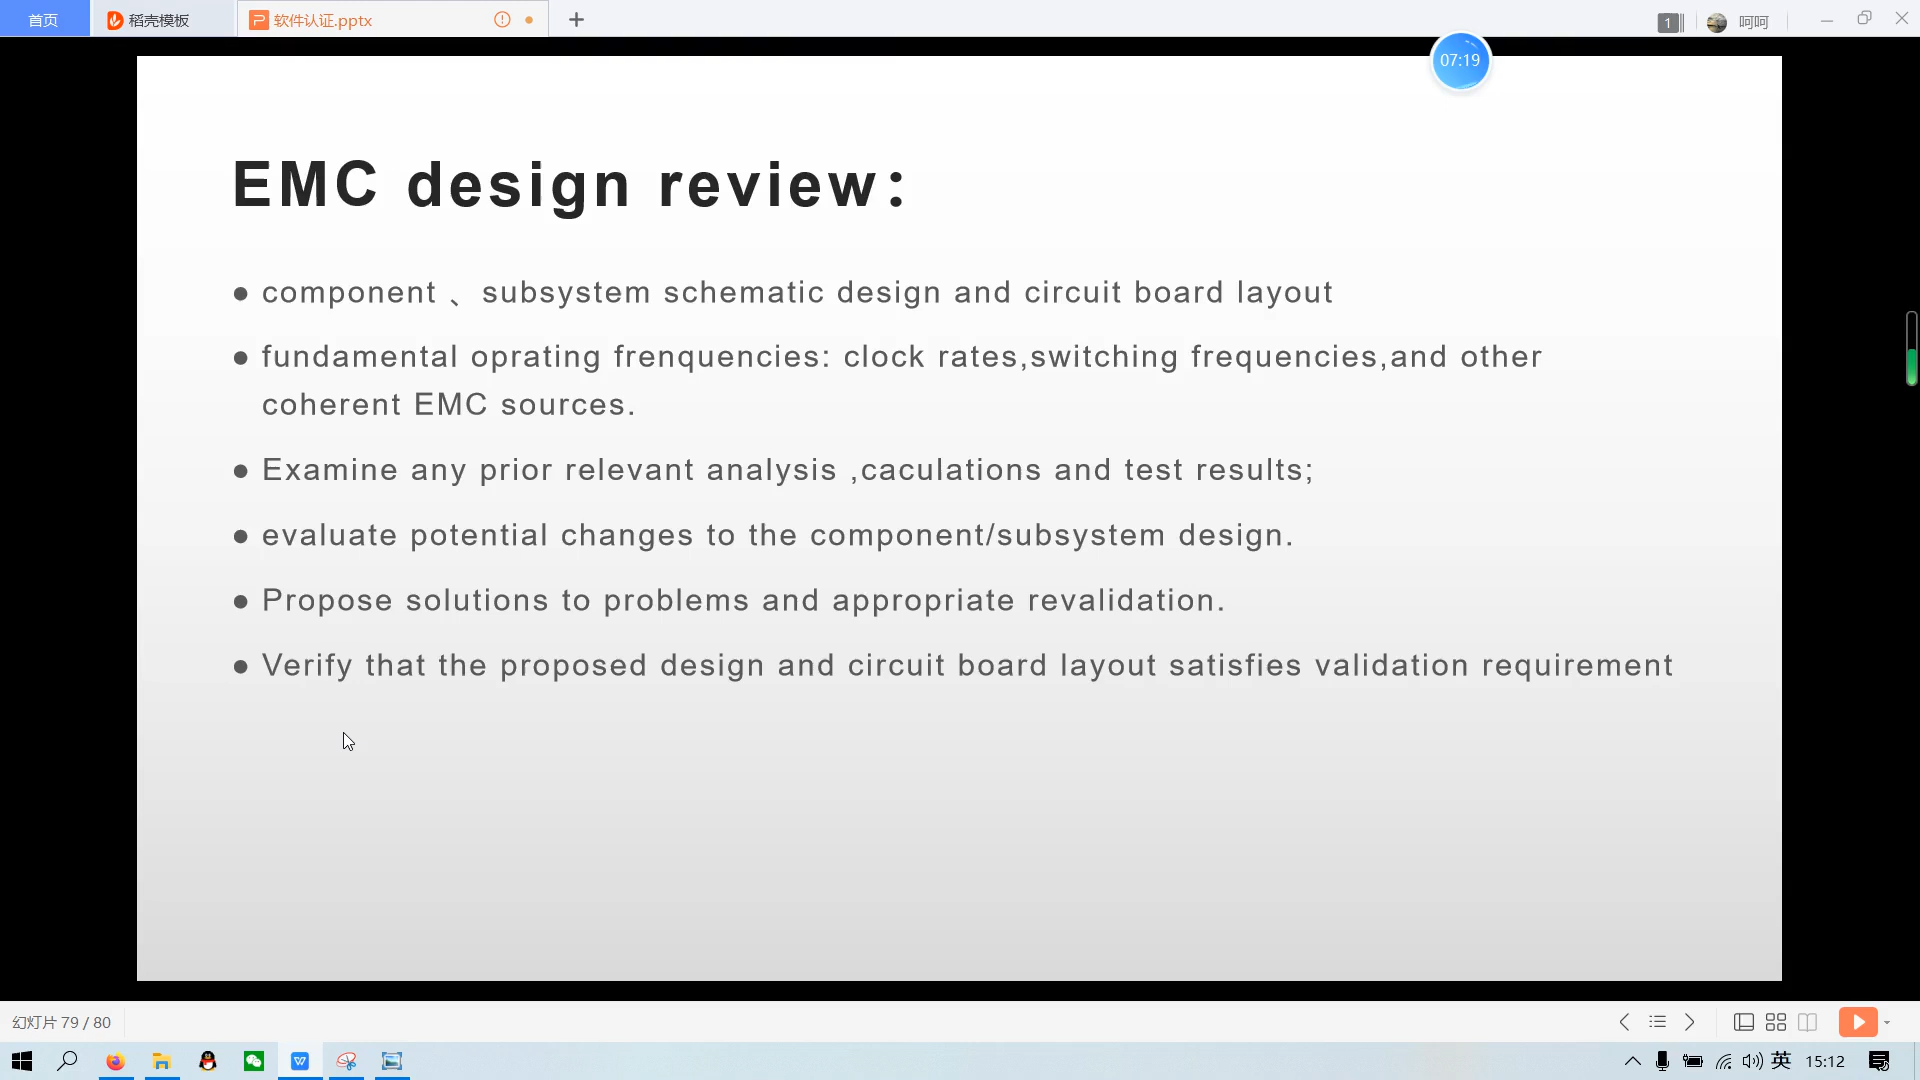 首页
稻壳模板
软件认证.pptx
1
呵呵
07:19
EMC design review:
● component 、subsystem schematic design and circuit board layout
● fundamental oprating frenquencies: clock rates,switching frequencies,and other
coherent EMC sources.
● Examine any prior relevant analysis ,caculations and test results;
● evaluate potential changes to the component/subsystem design.
● Propose solutions to problems and appropriate revalidation.
● Verify that the proposed design and circuit board layout satisfies validation requirement
幻灯片 79 / 80
英
15:12